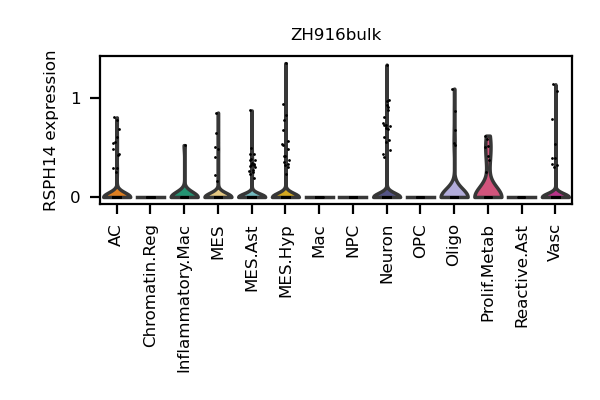 ZH916bulk
RSPH14 expression
1
0
AC
Chromatin.Reg
Inflammatory.Mac
MES
MES.Ast
MES.Hyp
Mac
NPC
Neuron
OPC
Oligo
Prolif.Metab
Reactive.Ast
Vasc